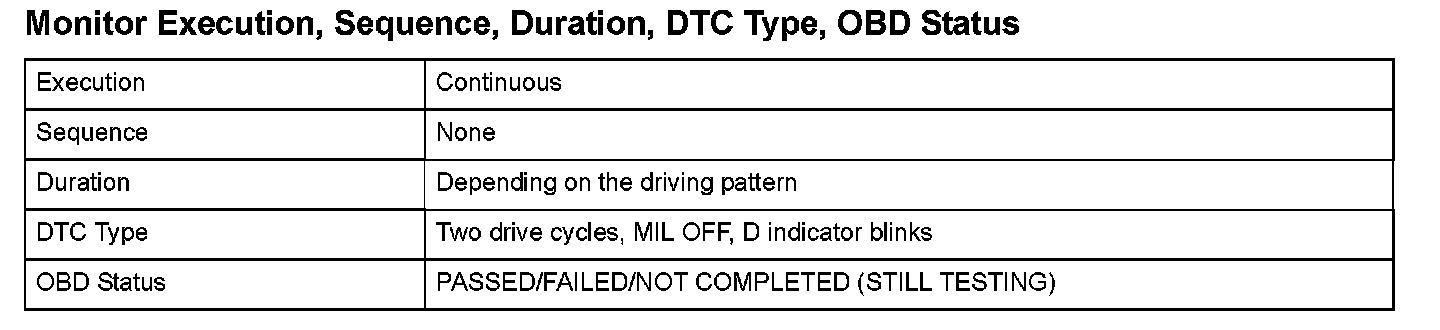 Monitor Execution, Sequence, Duration, DTC Type, OBD Status
Execution Continuous
Sequence None
Duration Depending on the driving pattern
DTC Type Two drive cycles, MIL OFF, D indicator blinks
OBD Status PASSED/FAILED/NOT COMPLETED (STILL TESTING)